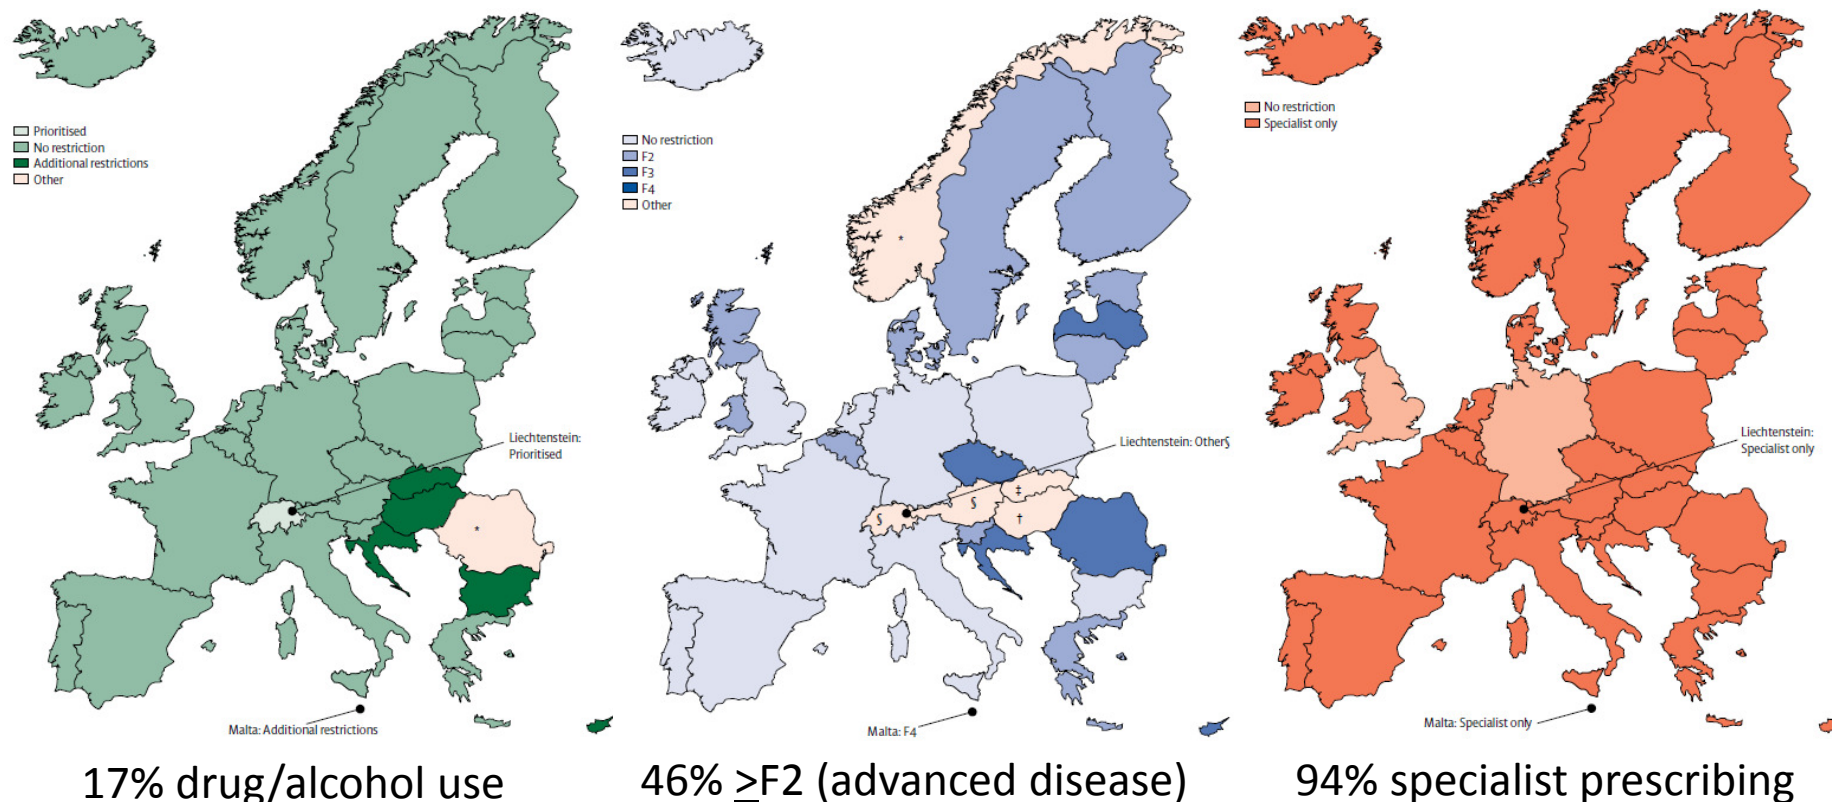 Prioritised
No restriction
Additional restrictions
Other
*
Liechtenstein:
Prioritised
Malta: Additional restrictions
17% drug/alcohol use
No restriction
F2
F3
F4
Other
*
Liechtenstein: Other§
‡
§
§
†
Malta: F4
46% ≥F2 (advanced disease)
No restriction
Specialist only
Liechtenstein:
Specialist only
Malta: Specialist only
94% specialist prescribing